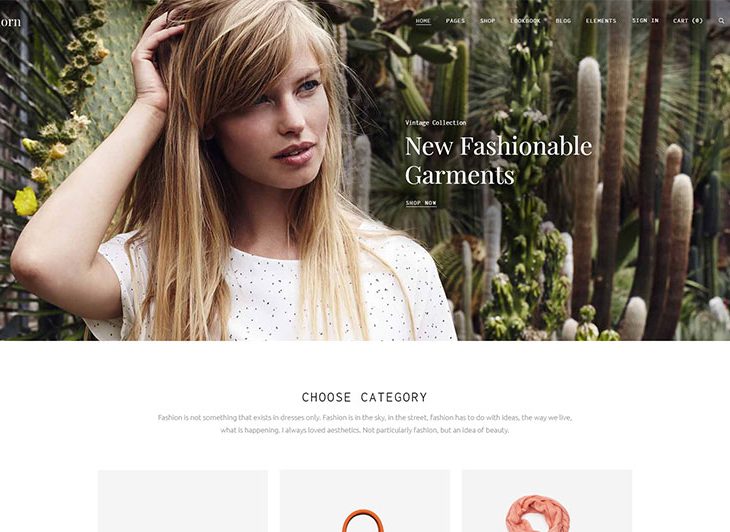 orn
HOME PAGES SHOP LOOKBOOK BLOG ELEMENTS SIGN IN CART (0)
Vintage Collection
New Fashionable
Garments
SHOP NOW
CHOOSE CATEGORY
Fashion is not something that exists in dresses only. Fashion is in the sky, in the street, fashion has to do with ideas, the way we live,
what is happening. I always loved aesthetics. Not particularly fashion, but an idea of beauty.